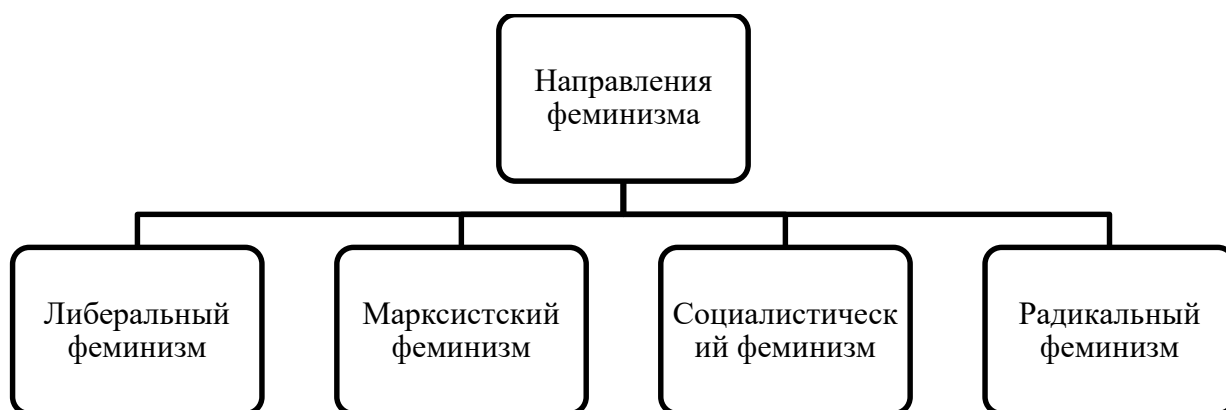 Направления
феминизма
Либеральный
феминизм
Марксистский
феминизм
Социалистическ
ий феминизм
Радикальный
феминизм